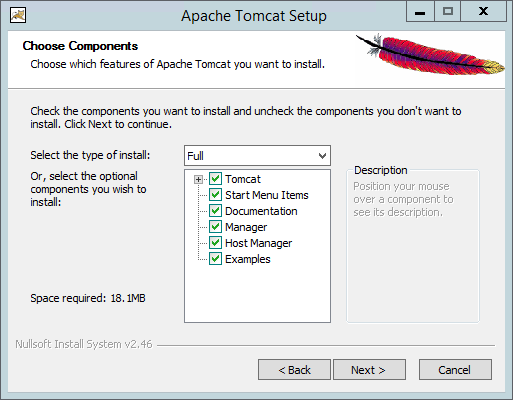 Apache Tomcat Setup
Choose Components
Choose which features of Apache Tomcat you want to install.
Check the components you want to install and uncheck the components you don't want to
install. Click Next to continue.
Select the type of install:
Full
Or, select the optional
components you wish to
install:
Tomcat
Start Menu Items
Documentation
Manager
Host Manager
Examples
Description
Position your mouse
over a component to
see its description.
Space required: 18.1MB
Nullsoft Install System v2.46
< Back
Next >
Cancel